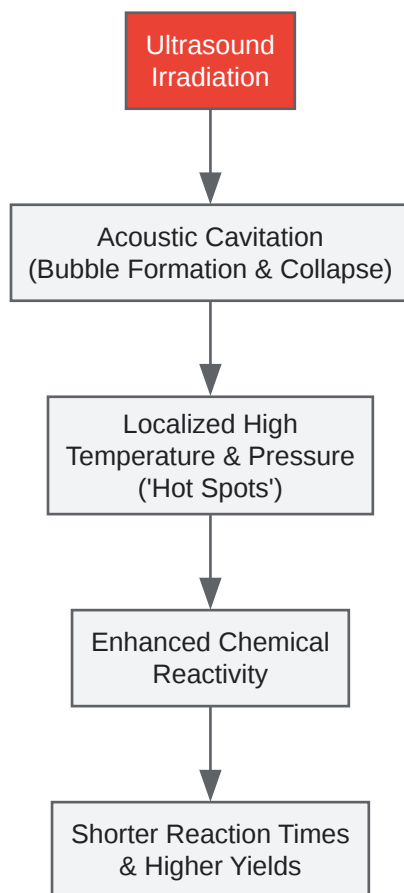 Ultrasound
Irradiation
Acoustic Cavitation
(Bubble Formation & Collapse)
Localized High
Temperature & Pressure
('Hot Spots')
Enhanced Chemical
Reactivity
Shorter Reaction Times
& Higher Yields